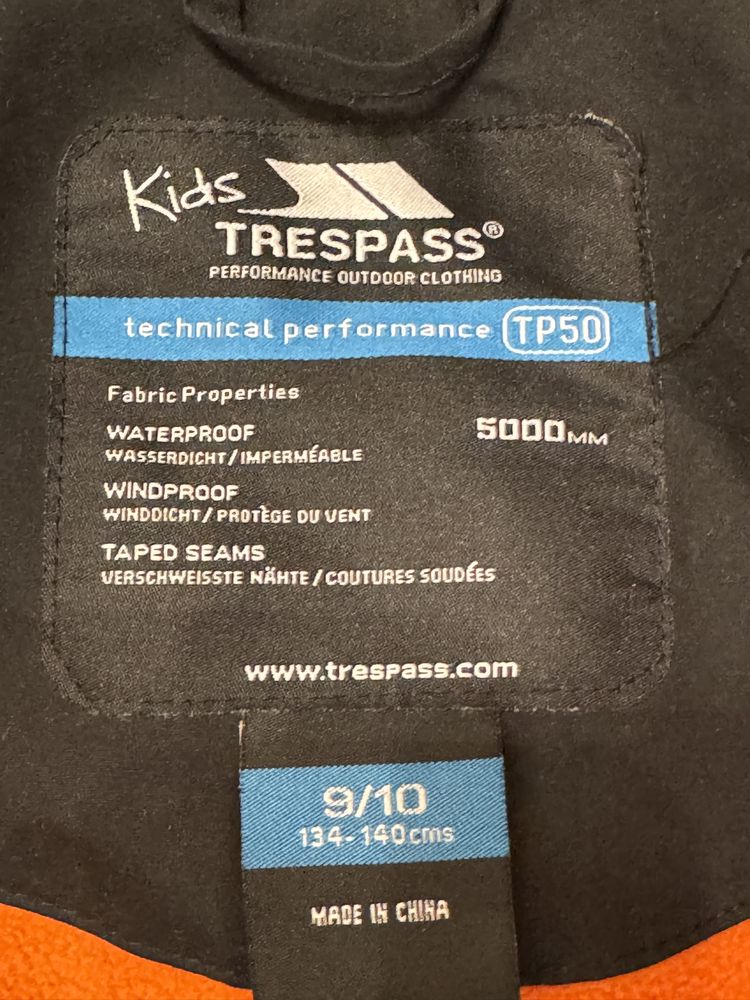 Kids
TRESPASS®
PERFORMANCE OUTDOOR CLOTHING
technical performance TP50
Fabric Properties
WATERPROOF 5000MM
WASSERDICHT/IMPERMÉABLE
WINDPROOF
WINDDICHT/PROTÈGE DU VENT
TAPED SEAMS
VERSCHWEISSTE NÄHTE/COUTURES SOUDÉES
www.trespass.com
9/10
134-140cms
MADE IN CHINA